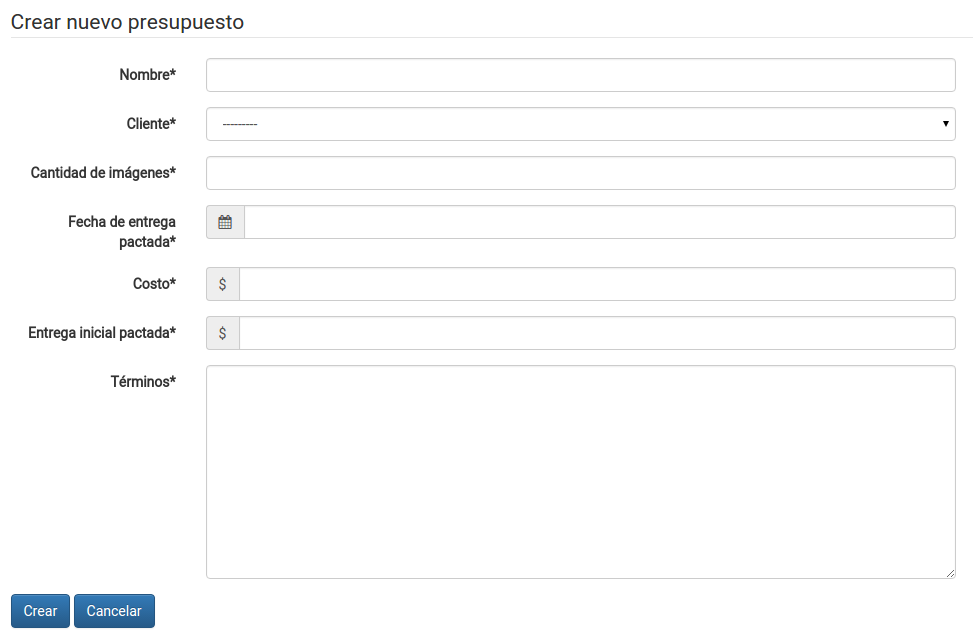 Crear nuevo presupuesto
Nombre*
Cliente*
---------
Cantidad de imágenes*
Fecha de entrega
pactada*
Costo*
$
Entrega inicial pactada*
$
Términos*
Crear
Cancelar